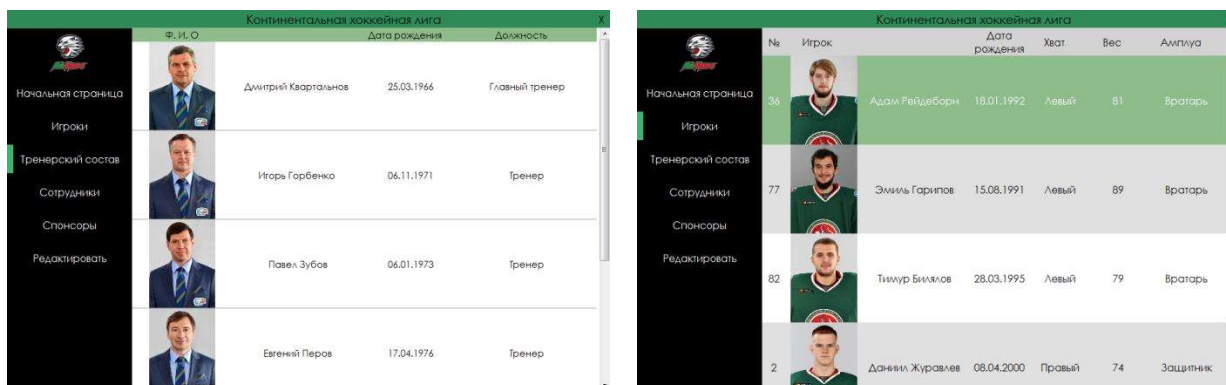 Континентальная хоккейная лига X
Ф. И. О Дата рождения Должность
Начальная страница
Игроки
Тренерский состав
Сотрудники
Спонсоры
Редактировать
Дмитрий Квартальнов 25.03.1966 Главный тренер
Игорь Горбенко 06.11.1971 Тренер
Павел Зубов 06.01.1973 Тренер
Евгений Перов 17.04.1976 Тренер
Континентальная хоккейная лига
№ Игрок Дата рождения Хват Вес Амплуа
Начальная страница
Игроки
Тренерский состав
Сотрудники
Спонсоры
Редактировать
36 Адам Рейдеборн 18.01.1992 Левый 81 Вратарь
77 Эмиль Гарипов 15.08.1991 Левый 89 Вратарь
82 Тимур Билялов 28.03.1995 Левый 79 Вратарь
2 Даниил Журавлев 08.04.2000 Правый 74 Защитник